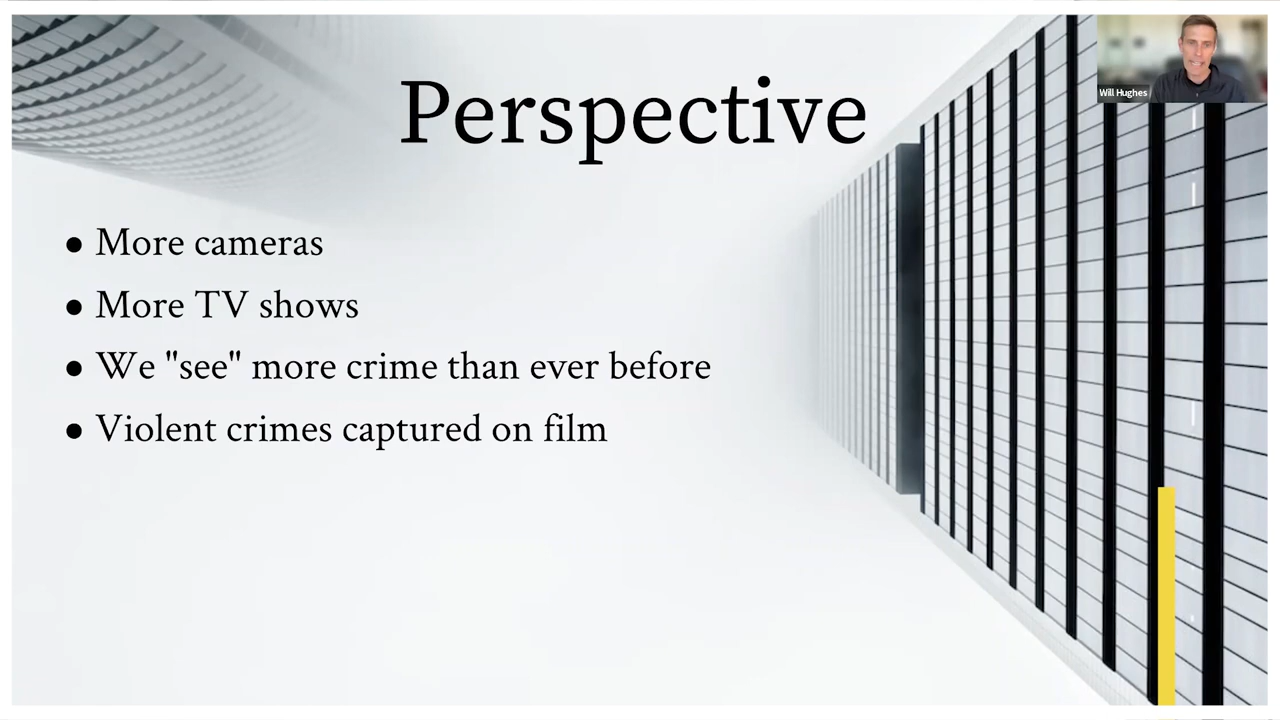 Perspective
Will Hughes
● More cameras
● More TV shows
● We "see" more crime than ever before
● Violent crimes captured on film